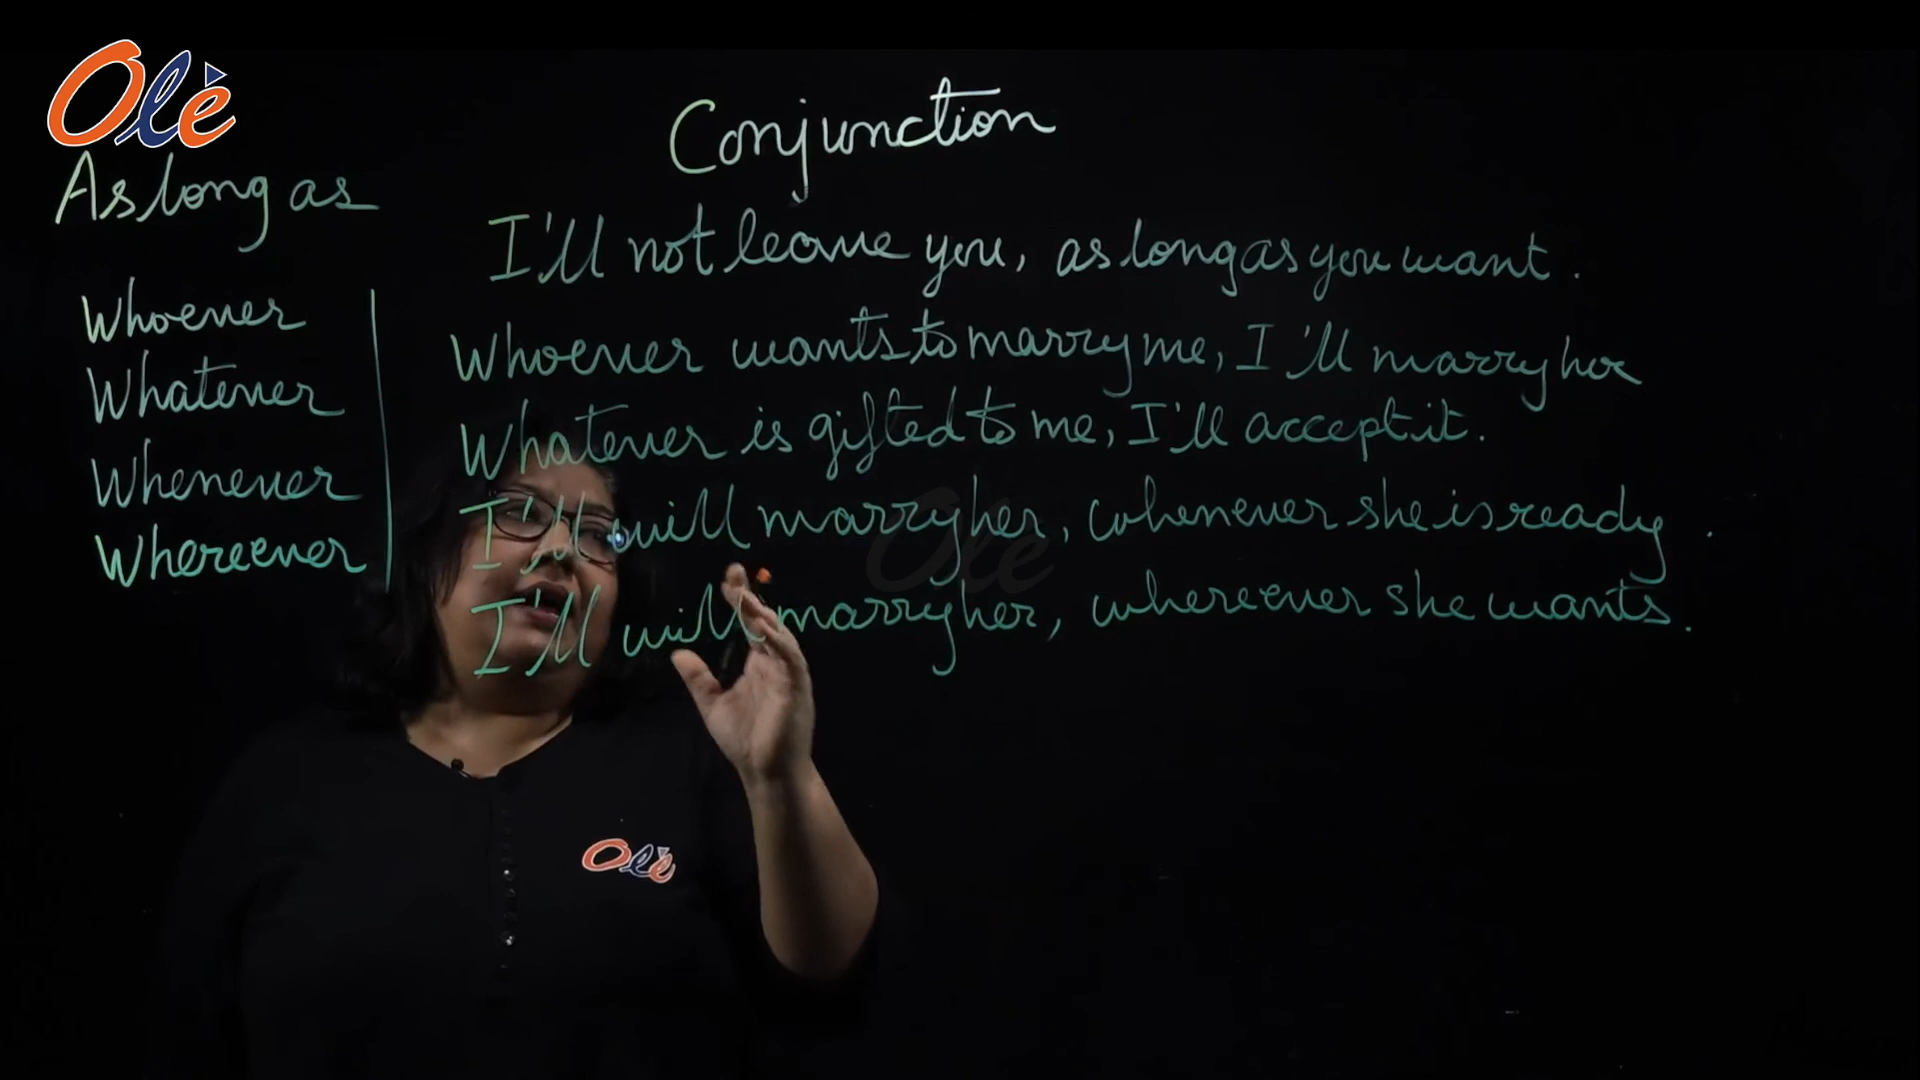 Olè
Conjunction
As long as
I'll not leave you, as long as you want.
Whoever
Whoever wants to marry me, I'll marry her
Whatever
Whatever is gifted to me, I'll accept it.
Whenever
I'll will marry her, whenever she is ready.
Whereever
I'll will marry her, whereever she wants.
Olè
Olè